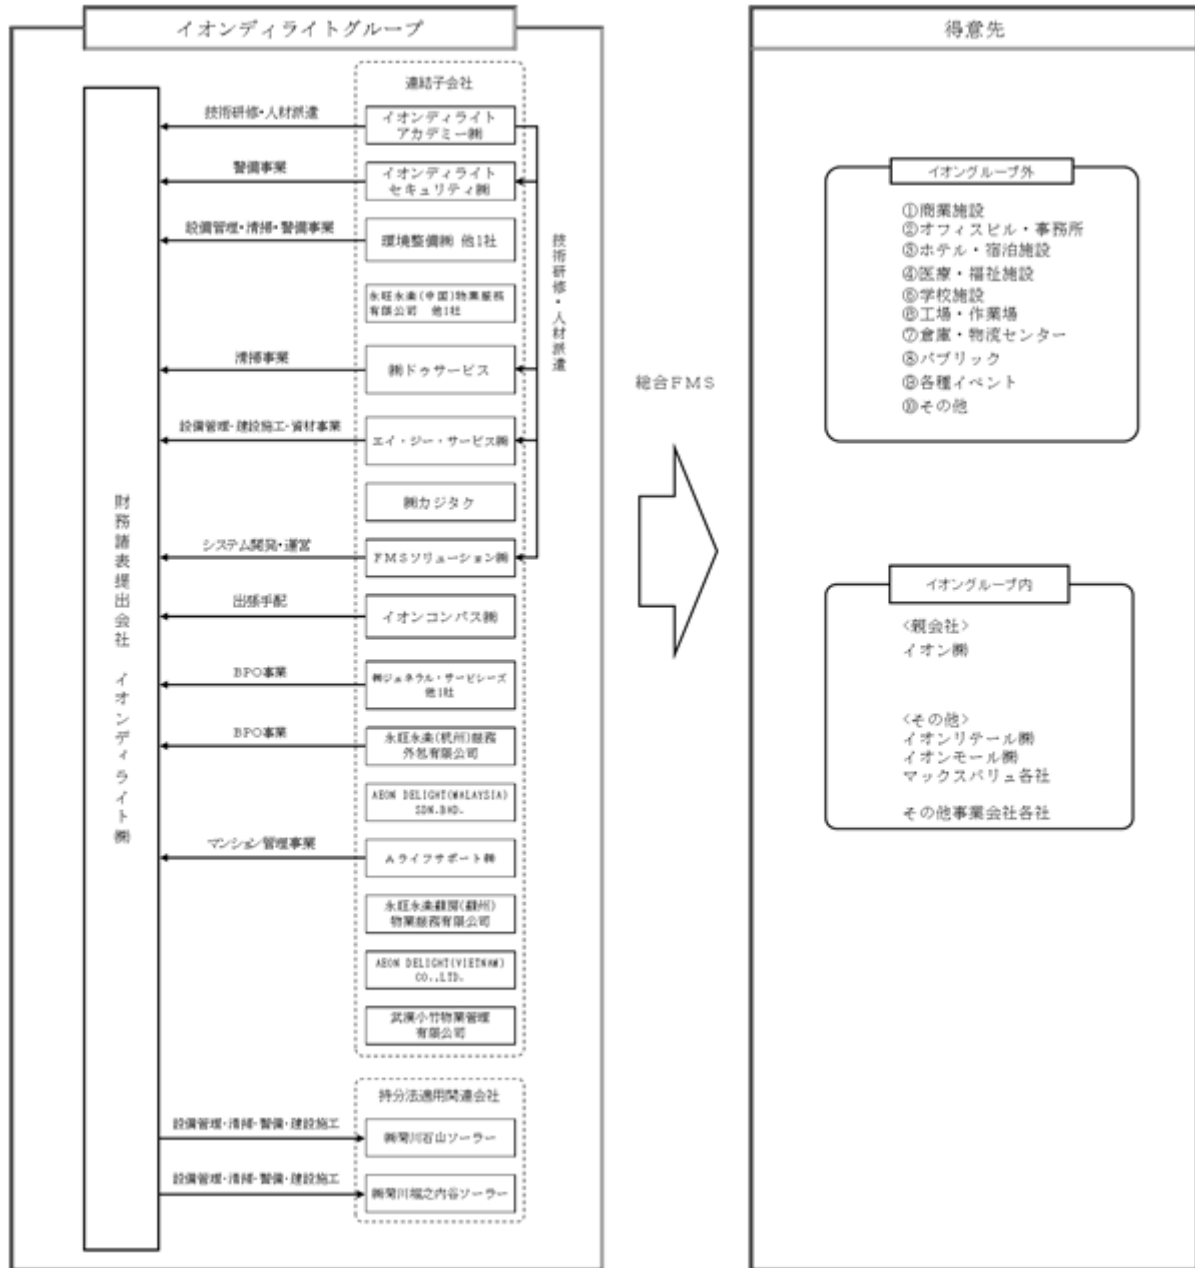 イオンディライトグループ
連結子会社
技術研修・人材派遣
イオンディライト
アカデミー㈱
警備事業
イオンディライト
セキュリティ㈱
設備管理・清掃・警備事業
環境整備㈱ 他1社
永旺永楽(中国)物業服務
有限公司 他1社
清掃事業
㈱ドゥサービス
設備管理・建設施工・資材事業
エイ・ジー・サービス㈱
㈱カジタク
システム開発・運営
FMSソリューション㈱
出張手配
イオンコンパス㈱
BPO事業
㈱ジェネラル・サービシーズ
他1社
BPO事業
永旺永楽(杭州)服務
外包有限公司
AEON DELIGHT(MALAYSIA)
SDN.BHD.
マンション管理事業
Aライフサポート㈱
永旺永楽蘇房(蘇州)
物業服務有限公司
AEON DELIGHT(VIETNAM)
CO.,LTD.
武漢小竹物業管理
有限公司
技術研修・人材派遣
財務諸表提出会社 イオンディライト㈱
持分法適用関連会社
設備管理・清掃・警備・建設施工
㈱菊川石山ソーラー
設備管理・清掃・警備・建設施工
㈱菊川堀之内谷ソーラー
総合FMS
得意先
イオングループ外
①商業施設
②オフィスビル・事務所
③ホテル・宿泊施設
④医療・福祉施設
⑤学校施設
⑥工場・作業場
⑦倉庫・物流センター
⑧パブリック
⑨各種イベント
⑩その他
イオングループ内
<親会社>
イオン㈱
<その他>
イオンリテール㈱
イオンモール㈱
マックスバリュ各社
その他事業会社各社